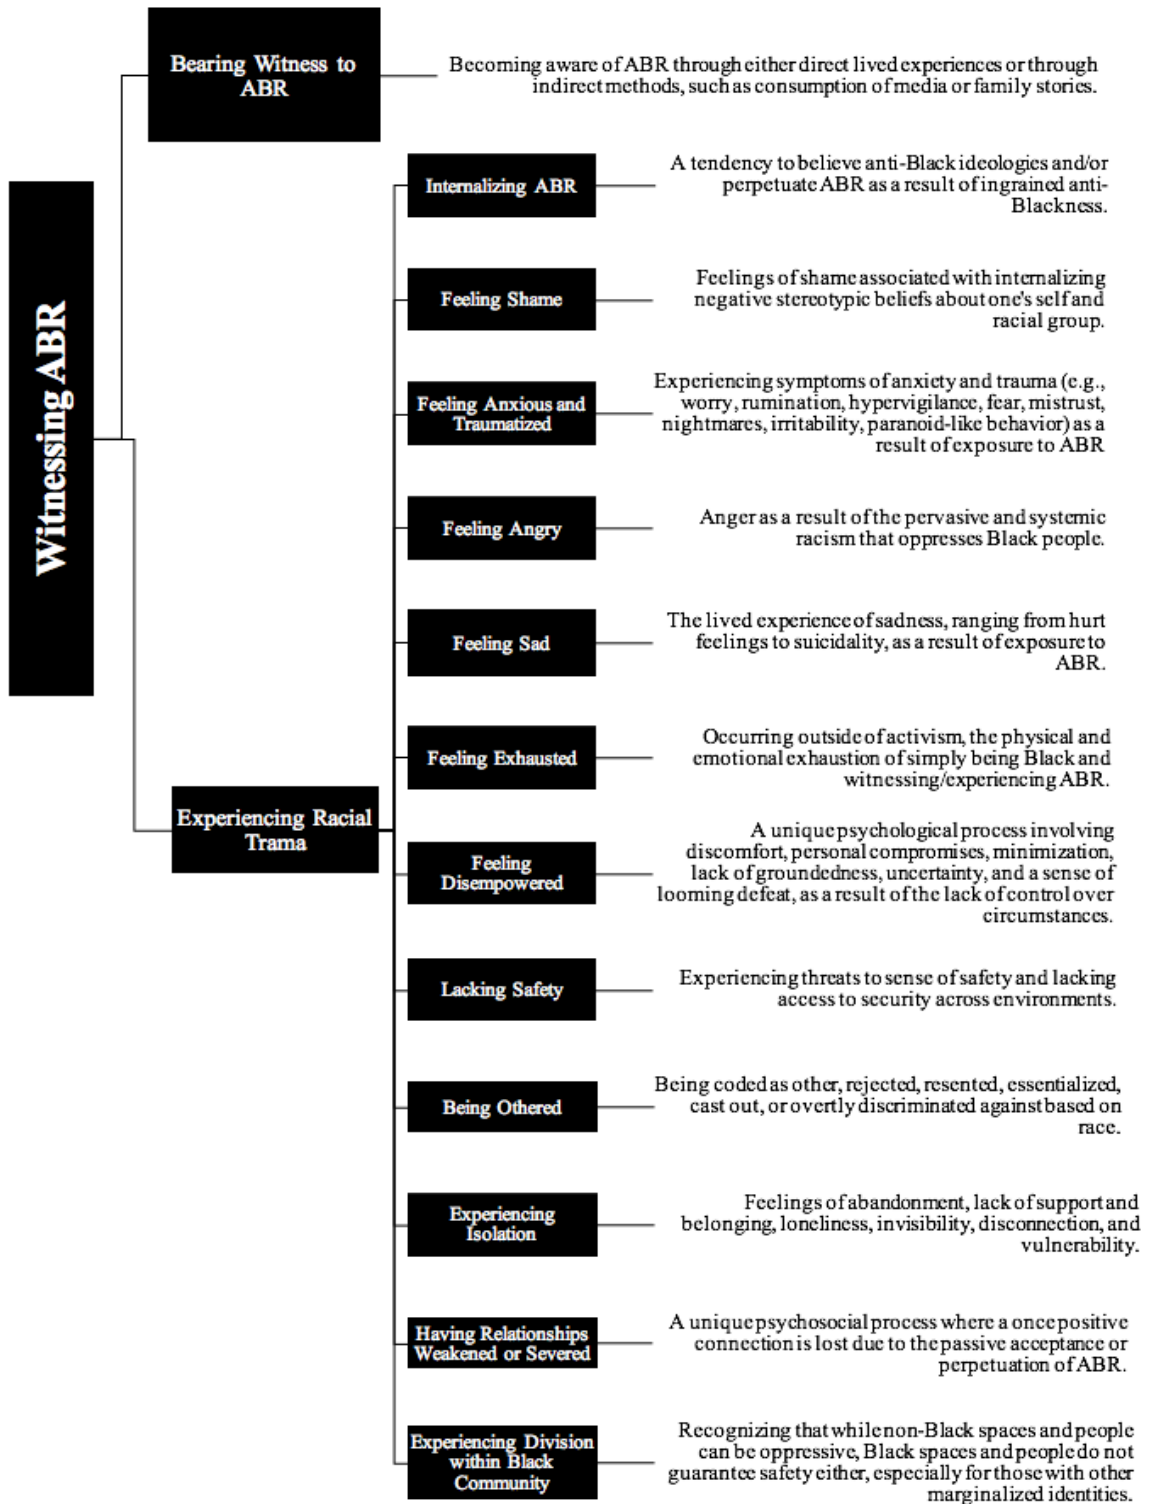 Witnessing ABR
Bearing Witness to
ABR
Becoming aware of ABR through either direct lived experiences or through
indirect methods, such as consumption of media or family stories.
Internalizing ABR
A tendency to believe anti-Black ideologies and/or
perpetuate ABR as a result of ingrained anti-
Blackness.
Feeling Shame
Feelings of shame associated with internalizing
negative stereotypic beliefs about one's self and
racial group.
Feeling Anxious and
Traumatized
Experiencing symptoms of anxiety and trauma (e.g.,
worry, rumination, hypervigilance, fear, mistrust,
nightmares, irritability, paranoid-like behavior) as a
result of exposure to ABR
Feeling Angry
Anger as a result of the pervasive and systemic
racism that oppresses Black people.
Feeling Sad
The lived experience of sadness, ranging from hurt
feelings to suicidality, as a result of exposure to
ABR.
Feeling Exhausted
Occurring outside of activism, the physical and
emotional exhaustion of simply being Black and
witnessing/experiencing ABR.
Experiencing Racial
Trama
Feeling
Disempowered
A unique psychological process involving
discomfort, personal compromises, minimization,
lack of groundedness, uncertainty, and a sense of
looming defeat, as a result of the lack of control over
circumstances.
Lacking Safety
Experiencing threats to sense of safety and lacking
access to security across environments.
Being Othered
Being coded as other, rejected, resented, essentialized,
cast out, or overtly discriminated against based on
race.
Experiencing
Isolation
Feelings of abandonment, lack of support and
belonging, loneliness, invisibility, disconnection, and
vulnerability.
Having Relationships
Weakened or Severed
A unique psychosocial process where a once positive
connection is lost due to the passive acceptance or
perpetuation of ABR.
Experiencing Division
within Black
Community
Recognizing that while non-Black spaces and people
can be oppressive, Black spaces and people do not
guarantee safety either, especially for those with other
marginalized identities.